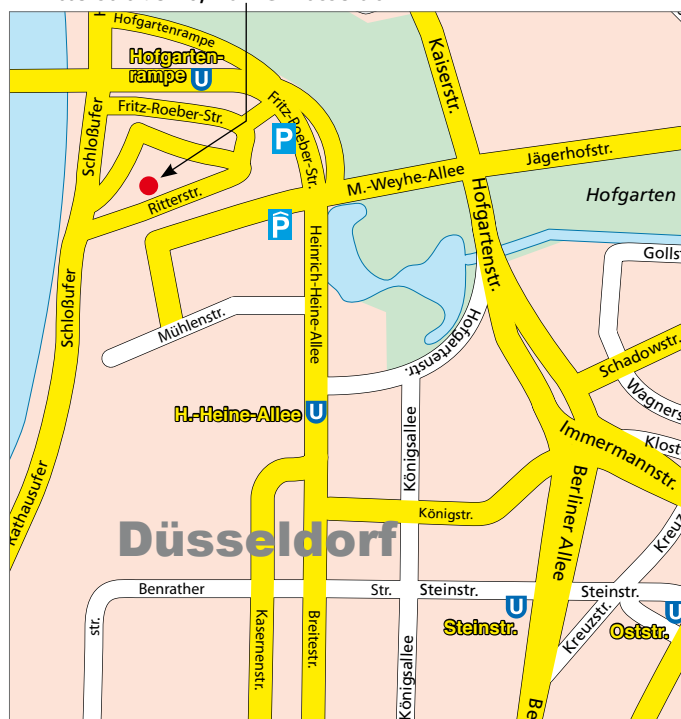 Hofgartenrampe
Hofgarten-
rampe U
Fritz-Roeber-Str.
Fritz-Roeber-Str.
P
Kaiserstr.
Jägerhofstr.
M.-Weyhe-Allee
Schloßufer
Ritterstr.
P
Hofgarten
Hofgartenstr.
Heinrich-Heine-Allee
Golls
Schloßufer
Mühlenstr.
Hofgartenstr.
Schadowstr.
Wagners
H.-Heine-Allee U
Königsallee
Immermannstr.
Klost
Rathausufer
Berliner Allee
Königstr.
Kreuz
Düsseldorf
Benrather
Str.
Steinstr.
Steinstr.
str.
Kasernenstr.
Breitestr.
Königsallee
U
Steinstr.
Kreuzstr.
U
Oststr.
Be